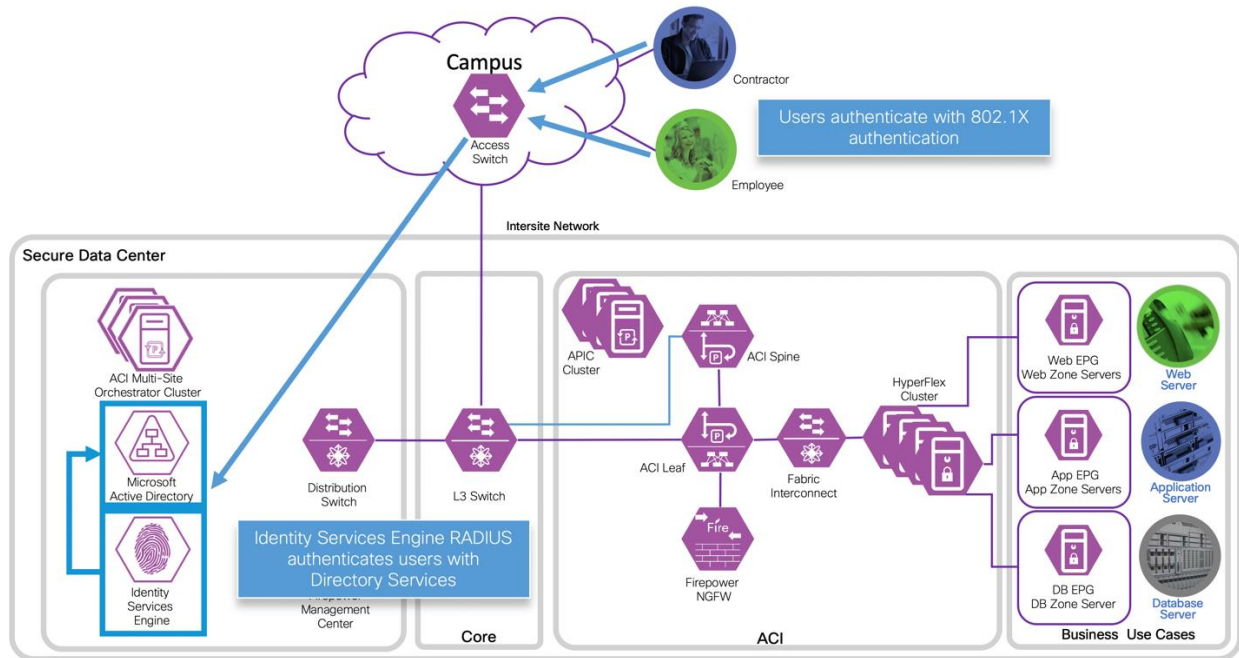 Campus
Access
Switch
Contractor
Employee
Users authenticate with 802.1X
authentication
Intersite Network
Secure Data Center
ACI Multi-Site
Orchestrator Cluster
Microsoft
Active Directory
Identity
Services
Engine
Distribution
Switch
Identity Services Engine RADIUS
authenticates users with
Directory Services
Management
Center
L3 Switch
Core
APIC
Cluster
P
P
ACI Spine
P
ACI Leaf
Fabric
Interconnect
HyperFlex
Cluster
Fire
Firepower
NGFW
ACI
Web EPG
Web Zone Servers
Web
Server
App EPG
App Zone Servers
Application
Server
DB EPG
DB Zone Server
Database
Server
Business Use Cases